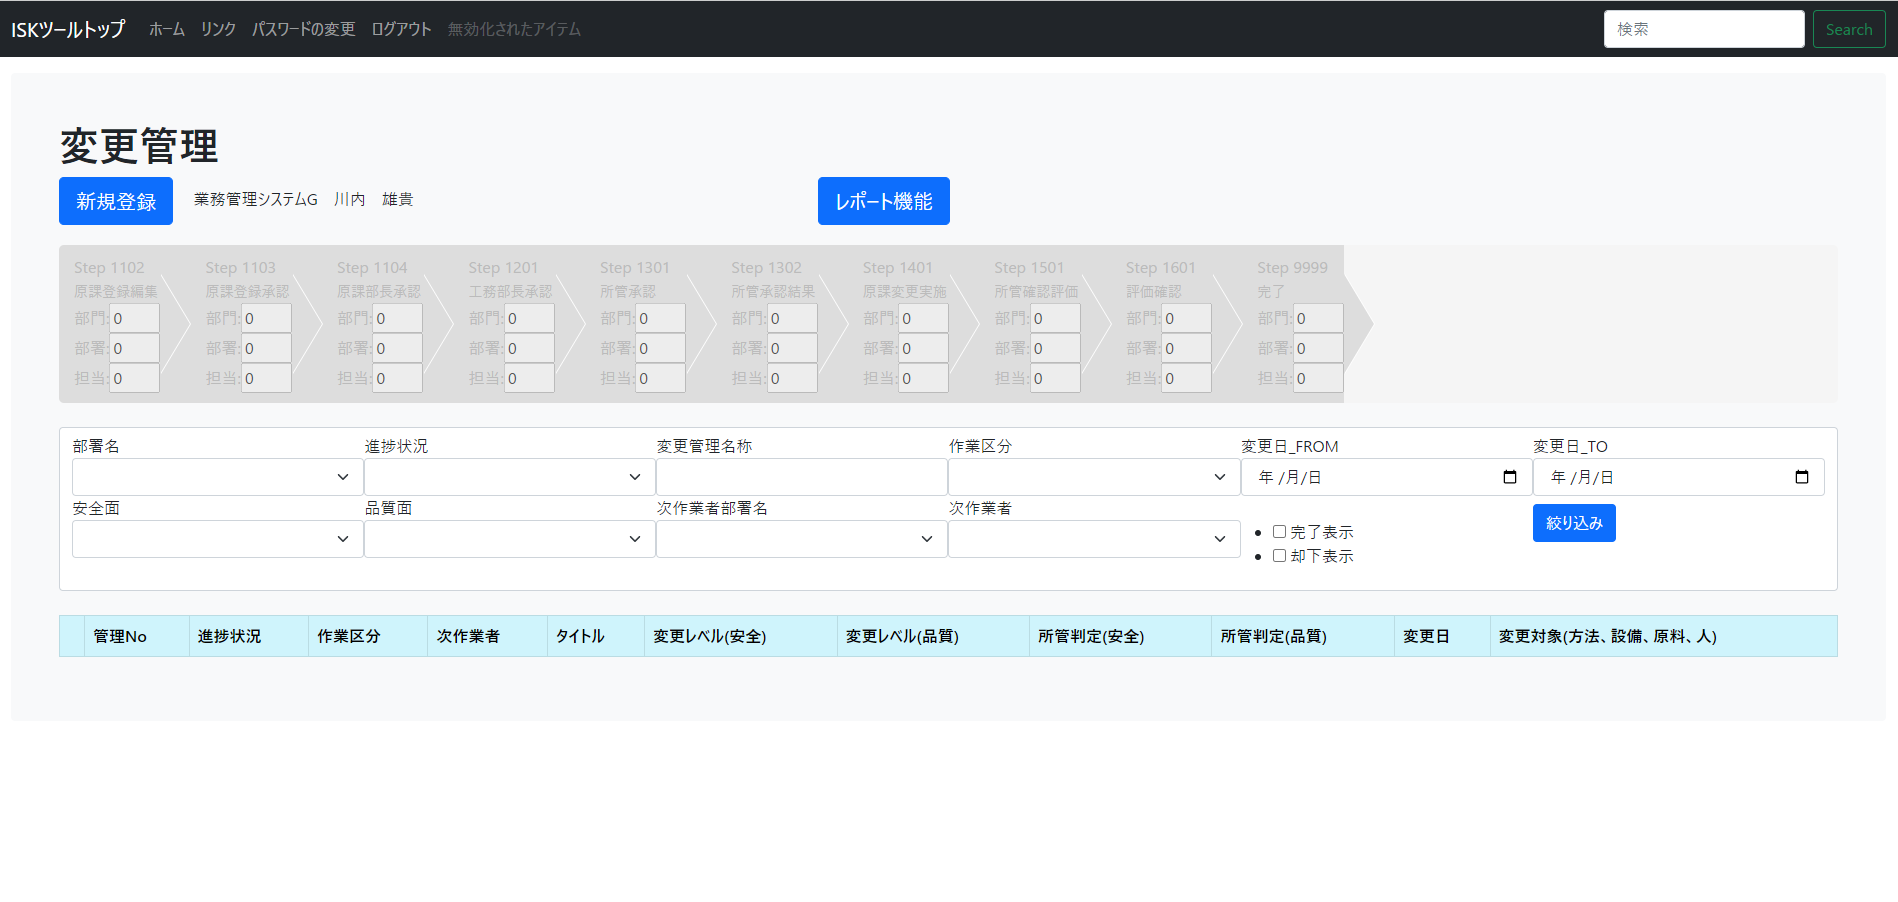 ISKツールトップ ホーム リンク パスワードの変更 ログアウト 無効化されたアイテム 検索 Search
変更管理
新規登録 業務管理システムG 川内 雄貴 レポート機能
Step 1102 Step 1103 Step 1104 Step 1201 Step 1301 Step 1302 Step 1401 Step 1501 Step 1601 Step 9999
原課登録編集 原課登録承認 原課部長承認 工務部長承認 所管承認 所管承認結果 原課変更実施 所管確認評価 評価確認 完了
部門:0 部門:0 部門:0 部門:0 部門:0 部門:0 部門:0 部門:0 部門:0 部門:0
部署:0 部署:0 部署:0 部署:0 部署:0 部署:0 部署:0 部署:0 部署:0 部署:0
担当:0 担当:0 担当:0 担当:0 担当:0 担当:0 担当:0 担当:0 担当:0 担当:0
部署名 進捗状況 変更管理名称 作業区分 変更日_FROM 変更日_TO
年 /月/日 年 /月/日
安全面 品質面 次作業者部署名 次作業者
絞り込み
完了表示
却下表示
管理No 進捗状況 作業区分 次作業者 タイトル 変更レベル(安全) 変更レベル(品質) 所管判定(安全) 所管判定(品質) 変更日 変更対象(方法、設備、原料、人)